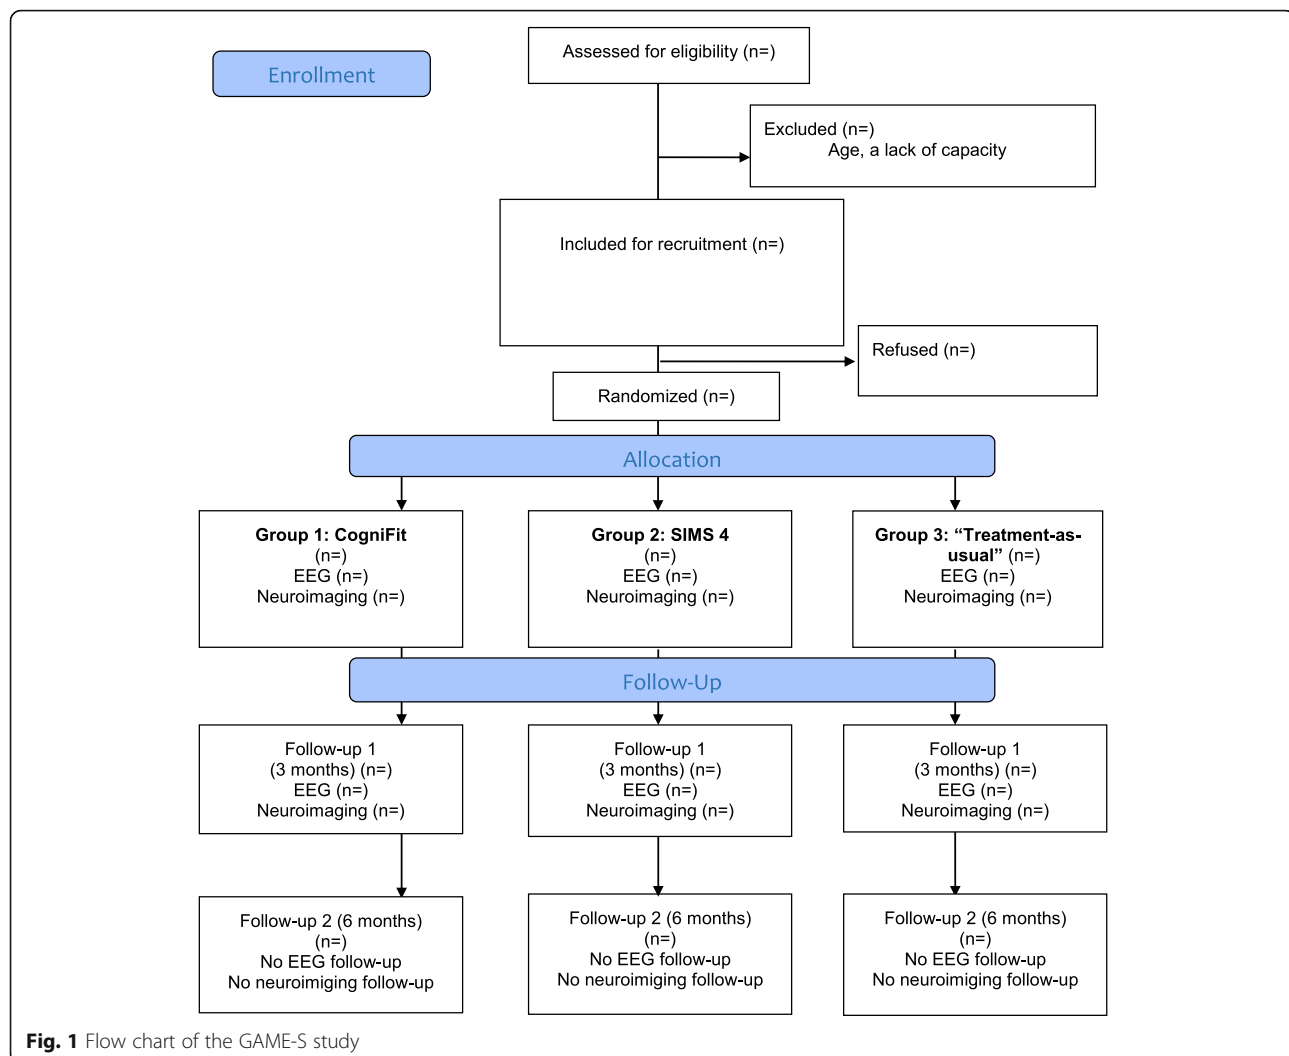 Enrollment
Assessed for eligibility (n=)
Excluded (n=)
Age, a lack of capacity
Included for recruitment (n=)
Refused (n=)
Randomized (n=)
Allocation
Group 1: CogniFit
(n=)
EEG (n=)
Neuroimaging (n=)
Group 2: SIMS 4
(n=)
EEG (n=)
Neuroimaging (n=)
Group 3: “Treatment-as-
usual” (n=)
EEG (n=)
Neuroimaging (n=)
Follow-Up
Follow-up 1
(3 months) (n=)
EEG (n=)
Neuroimaging (n=)
Follow-up 1
(3 months) (n=)
EEG (n=)
Neuroimaging (n=)
Follow-up 1
(3 months) (n=)
EEG (n=)
Neuroimaging (n=)
Follow-up 2 (6 months)
(n=)
No EEG follow-up
No neuroimiging follow-up
Follow-up 2 (6 months)
(n=)
No EEG follow-up
No neuroimiging follow-up
Follow-up 2 (6 months)
(n=)
No EEG follow-up
No neuroimiging follow-up
Fig. 1 Flow chart of the GAME-S study